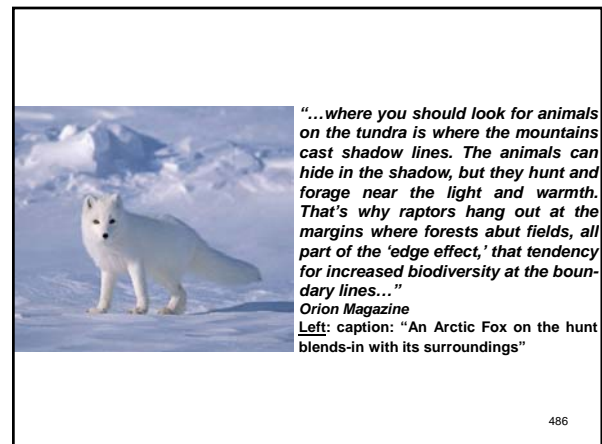 “…where you should look for animals
on the tundra is where the mountains
cast shadow lines. The animals can
hide in the shadow, but they hunt and
forage near the light and warmth.
That’s why raptors hang out at the
margins where forests abut fields, all
part of the ‘edge effect,’ that tendency
for increased biodiversity at the boun-
dary lines…”
Orion Magazine
Left: caption: “An Arctic Fox on the hunt
blends-in with its surroundings”
486